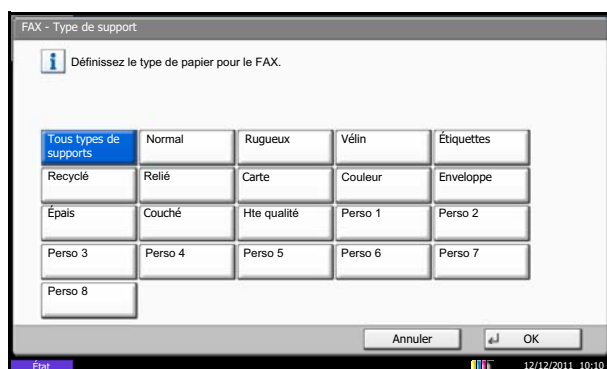 FAX - Type de support
Définissez le type de papier pour le FAX.
Tous types de supports Normal Rugueux Vélin Étiquettes
Recyclé Relié Carte Couleur Enveloppe
Épais Couché Hte qualité Perso 1 Perso 2
Perso 3 Perso 4 Perso 5 Perso 6 Perso 7
Perso 8
Annuler OK
État 12/12/2011 10:10